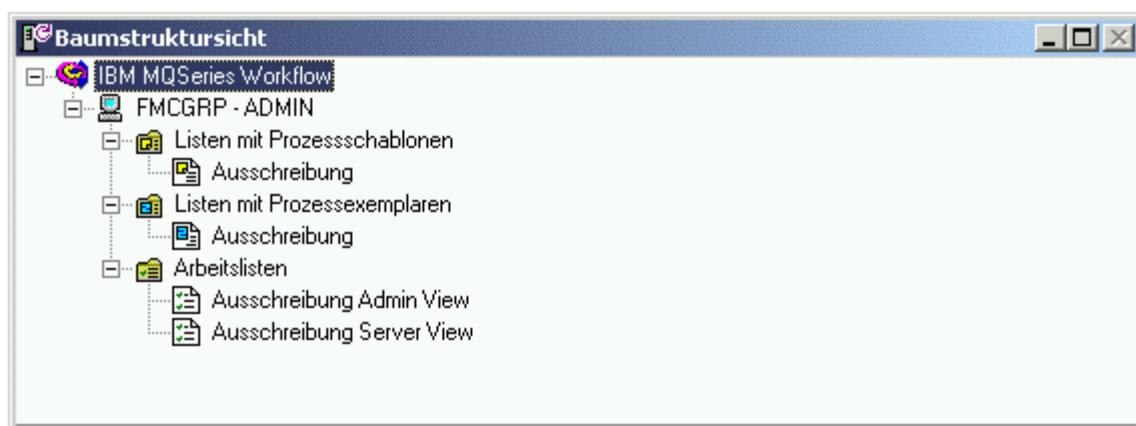 Baumstruktursicht
IBM MQSeries Workflow
FMCGRP - ADMIN
Listen mit Prozessschablonen
Ausschreibung
Listen mit Prozessexemplaren
Ausschreibung
Arbeitslisten
Ausschreibung Admin View
Ausschreibung Server View